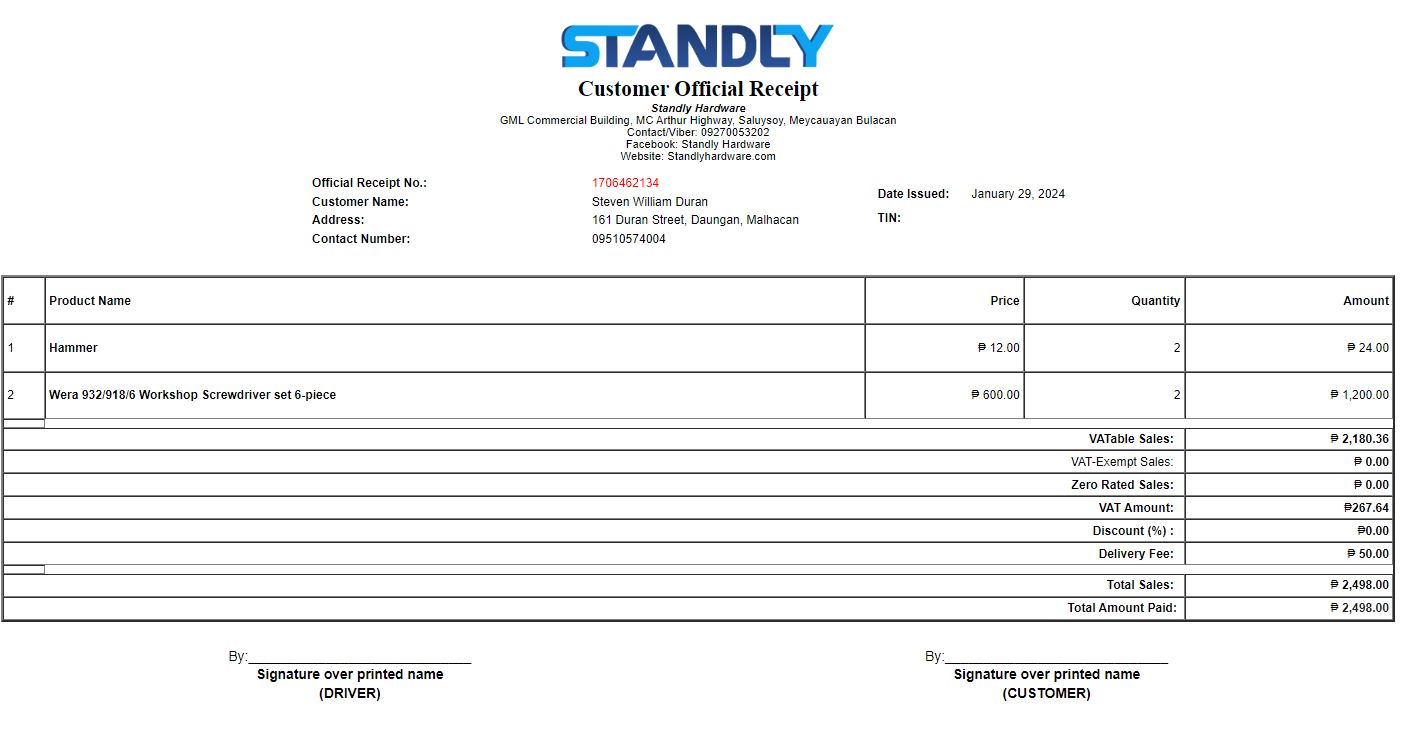 STANDLY
Customer Official Receipt
Standly Hardware
GML Commercial Building, MC Arthur Highway, Saluysoy, Meycauayan Bulacan
Contact/Viber: 09270053202
Facebook: Standly Hardware
Website: Standlyhardware.com
Official Receipt No.: 1706462134
Customer Name: Steven William Duran
Address: 161 Duran Street, Daungan, Malhacan
Contact Number: 09510574004
Date Issued: January 29, 2024
TIN:
# Product Name Price Quantity Amount
1 Hammer ₱ 12.00 2 ₱ 24.00
2 Wera 932/918/6 Workshop Screwdriver set 6-piece ₱ 600.00 2 ₱ 1,200.00
VATable Sales: ₱ 2,180.36
VAT-Exempt Sales: ₱ 0.00
Zero Rated Sales: ₱ 0.00
VAT Amount: ₱267.64
Discount (%) : ₱0.00
Delivery Fee: ₱ 50.00
Total Sales: ₱ 2,498.00
Total Amount Paid: ₱ 2,498.00
By:____________________________
Signature over printed name
(DRIVER)
By:____________________________
Signature over printed name
(CUSTOMER)